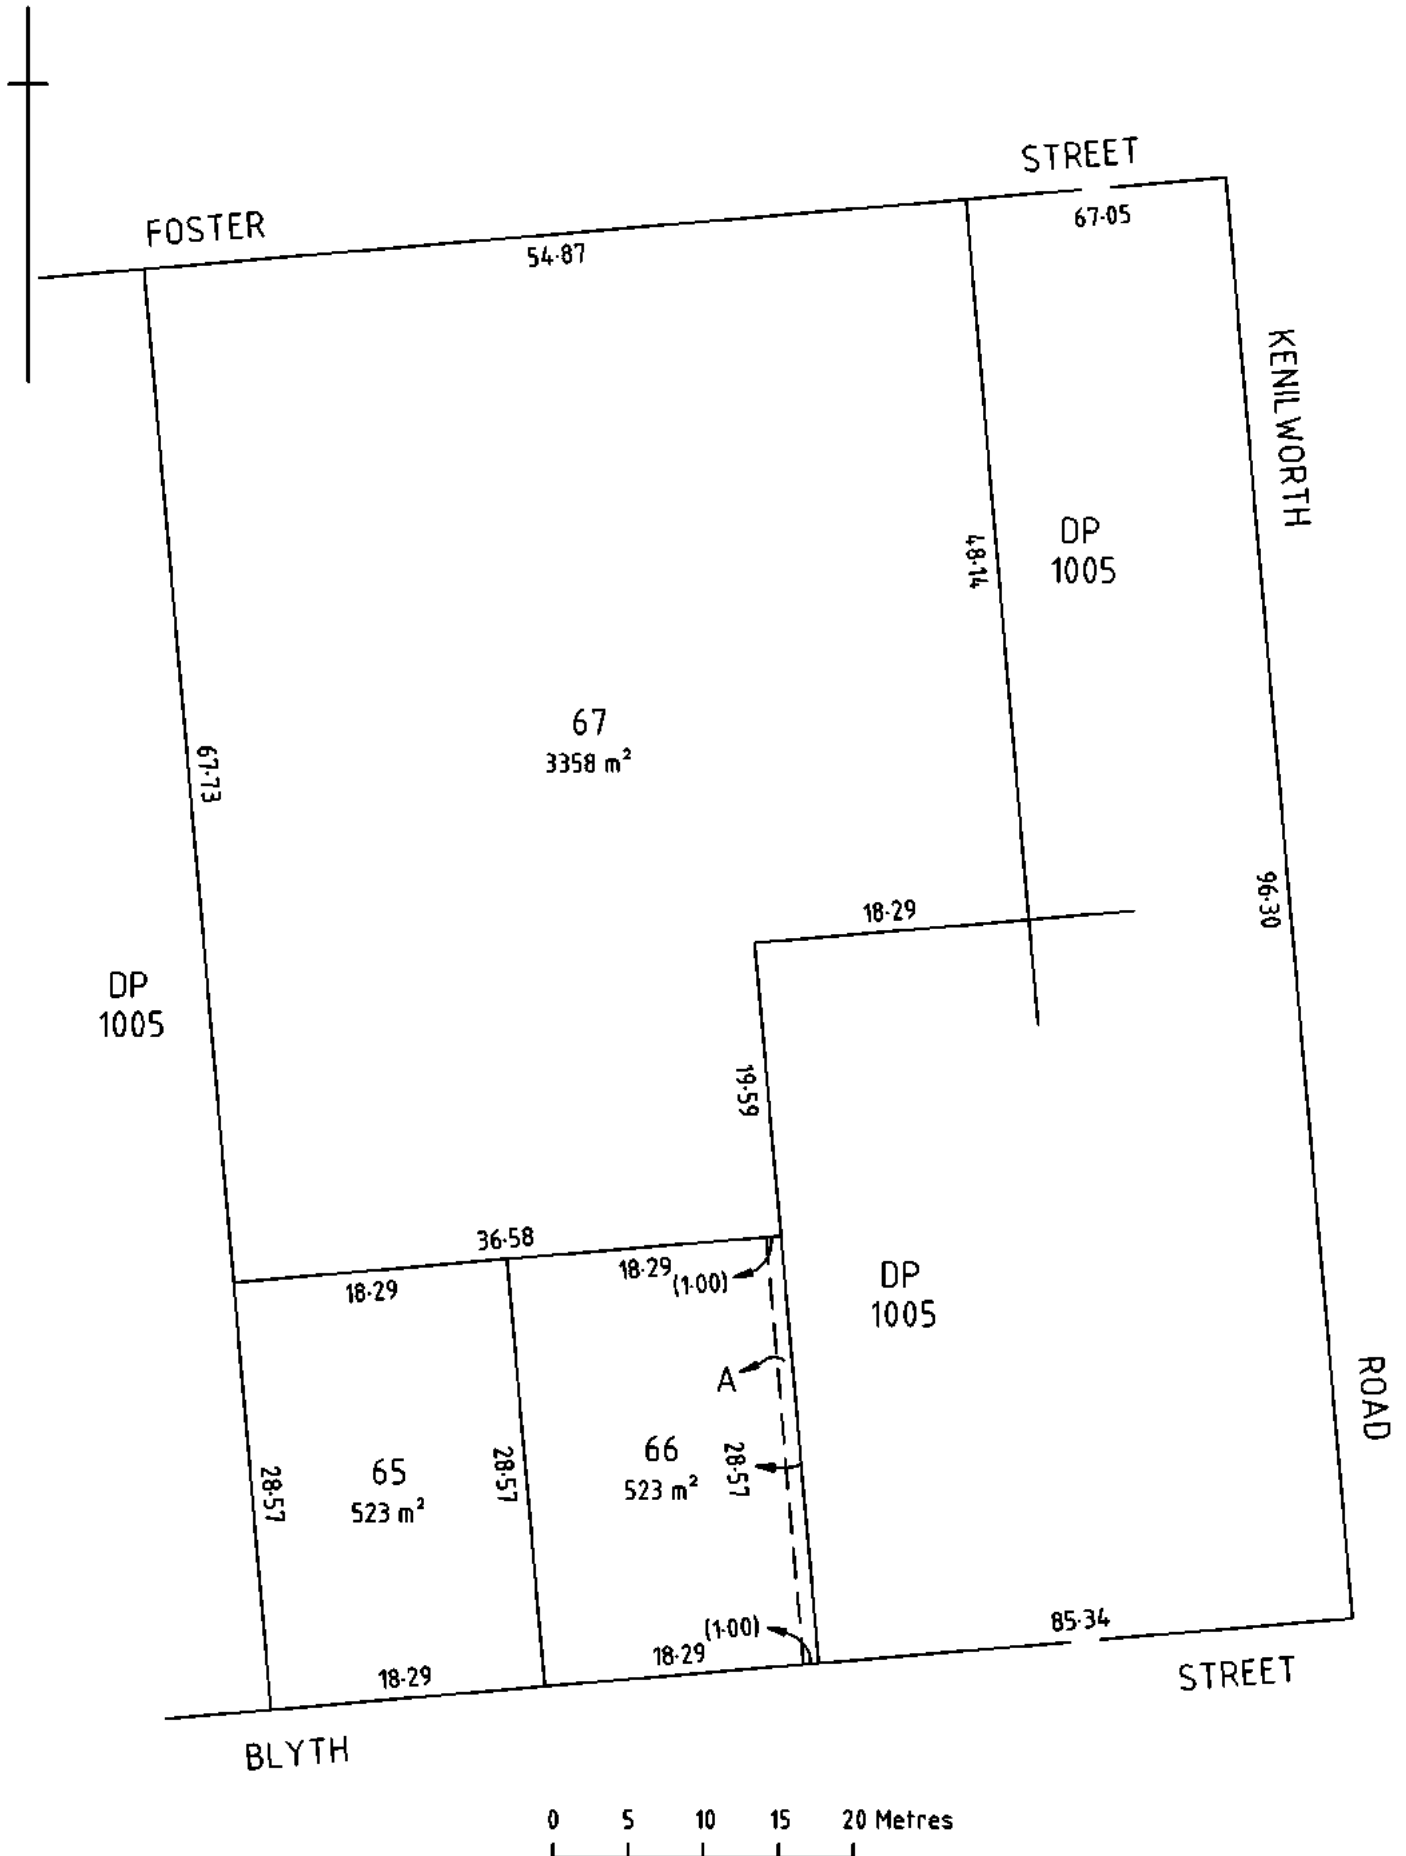 STREET
FOSTER
67·05
54·87
KENILWORTH
DP
1005
48·14
67
3358 m²
67·73
96·30
18·29
DP
1005
19·59
36·58
18·29
18·29
(1·00)
DP
1005
A
ROAD
28·57
65
523 m²
28·57
66
523 m²
28·57
(1·00)
85·34
18·29
18·29
STREET
BLYTH
0 5 10 15 20 Metres